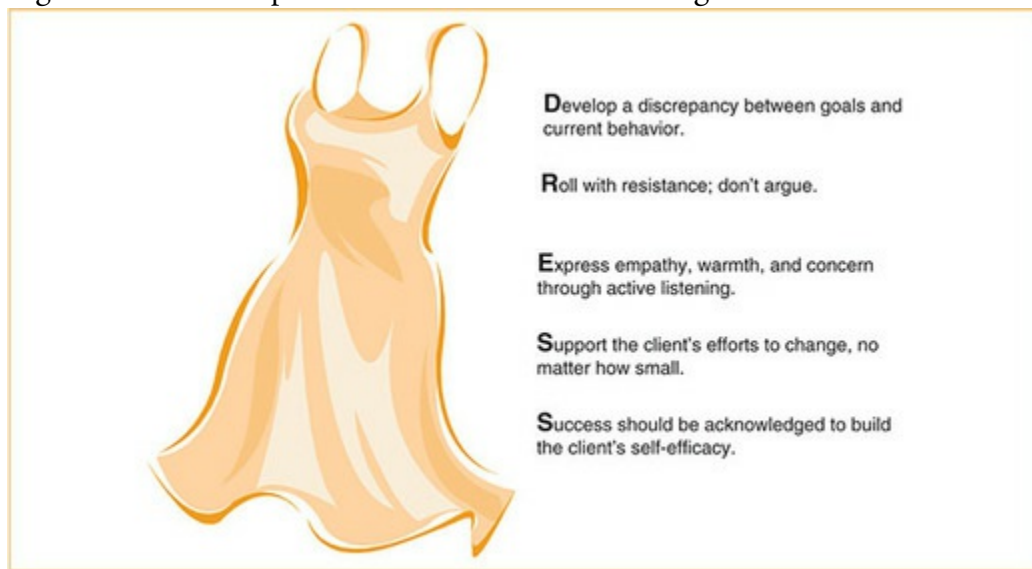 Develop a discrepancy between goals and
current behavior.
Roll with resistance; don't argue.
Express empathy, warmth, and concern
through active listening.
Support the client's efforts to change, no
matter how small.
Success should be acknowledged to build
the client's self-efficacy.